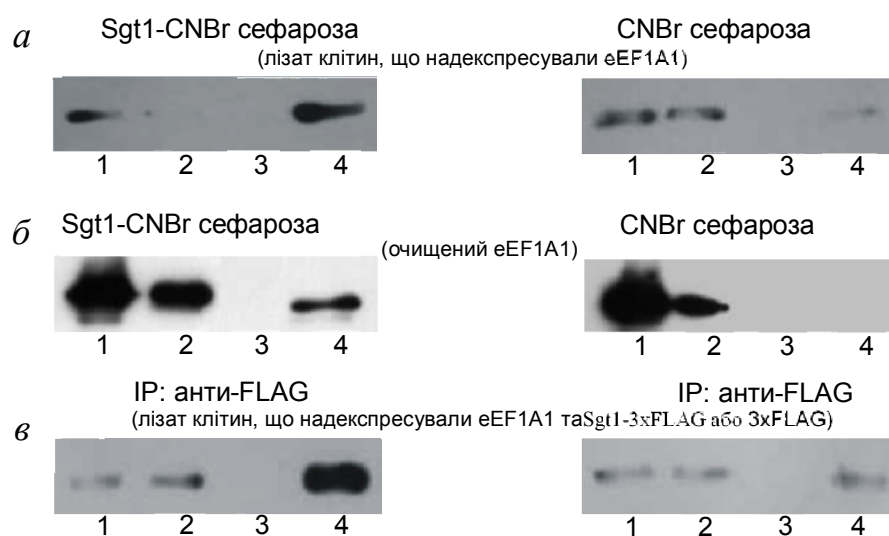 а Sgt1-CNBr сефароза CNBr сефароза
(лізат клітин, що надекспресували eEF1A1)
1 2 3 4 1 2 3 4
б Sgt1-CNBr сефароза CNBr сефароза
(очищений eEF1A1)
1 2 3 4 1 2 3 4
IP: анти-FLAG IP: анти-FLAG
в (лізат клітин, що надекспресували eEF1A1 таSgt1-3xFLAG або 3xFLAG)
1 2 3 4 1 2 3 4